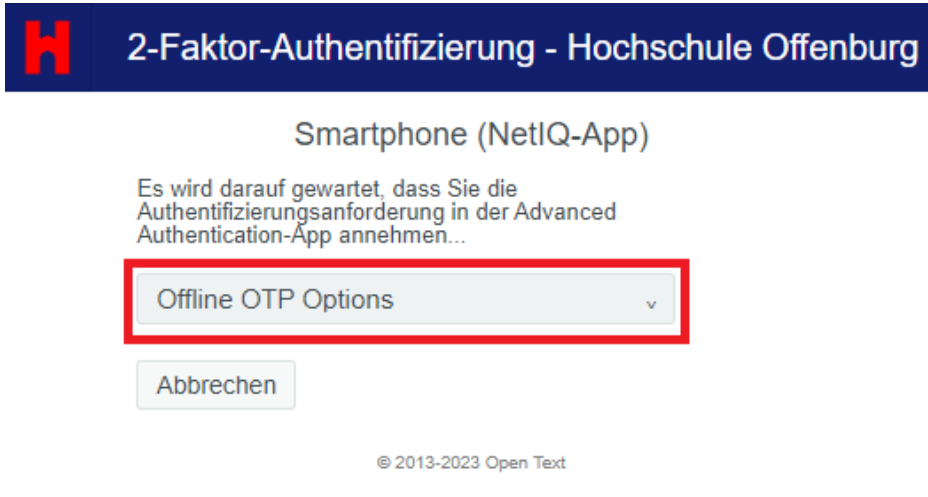 2-Faktor-Authentifizierung - Hochschule Offenburg
Smartphone (NetIQ-App)
Es wird darauf gewartet, dass Sie die
Authentifizierungsanforderung in der Advanced
Authentication-App annehmen...
Offline OTP Options
Abbrechen
© 2013-2023 Open Text